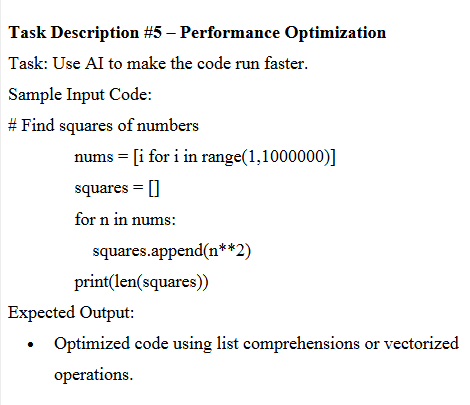 Task Description #5 – Performance Optimization
Task: Use AI to make the code run faster.
Sample Input Code:
# Find squares of numbers
nums = [i for i in range(1,1000000)]
squares = []
for n in nums:
squares.append(n**2)
print(len(squares))
Expected Output:
• Optimized code using list comprehensions or vectorized
operations.